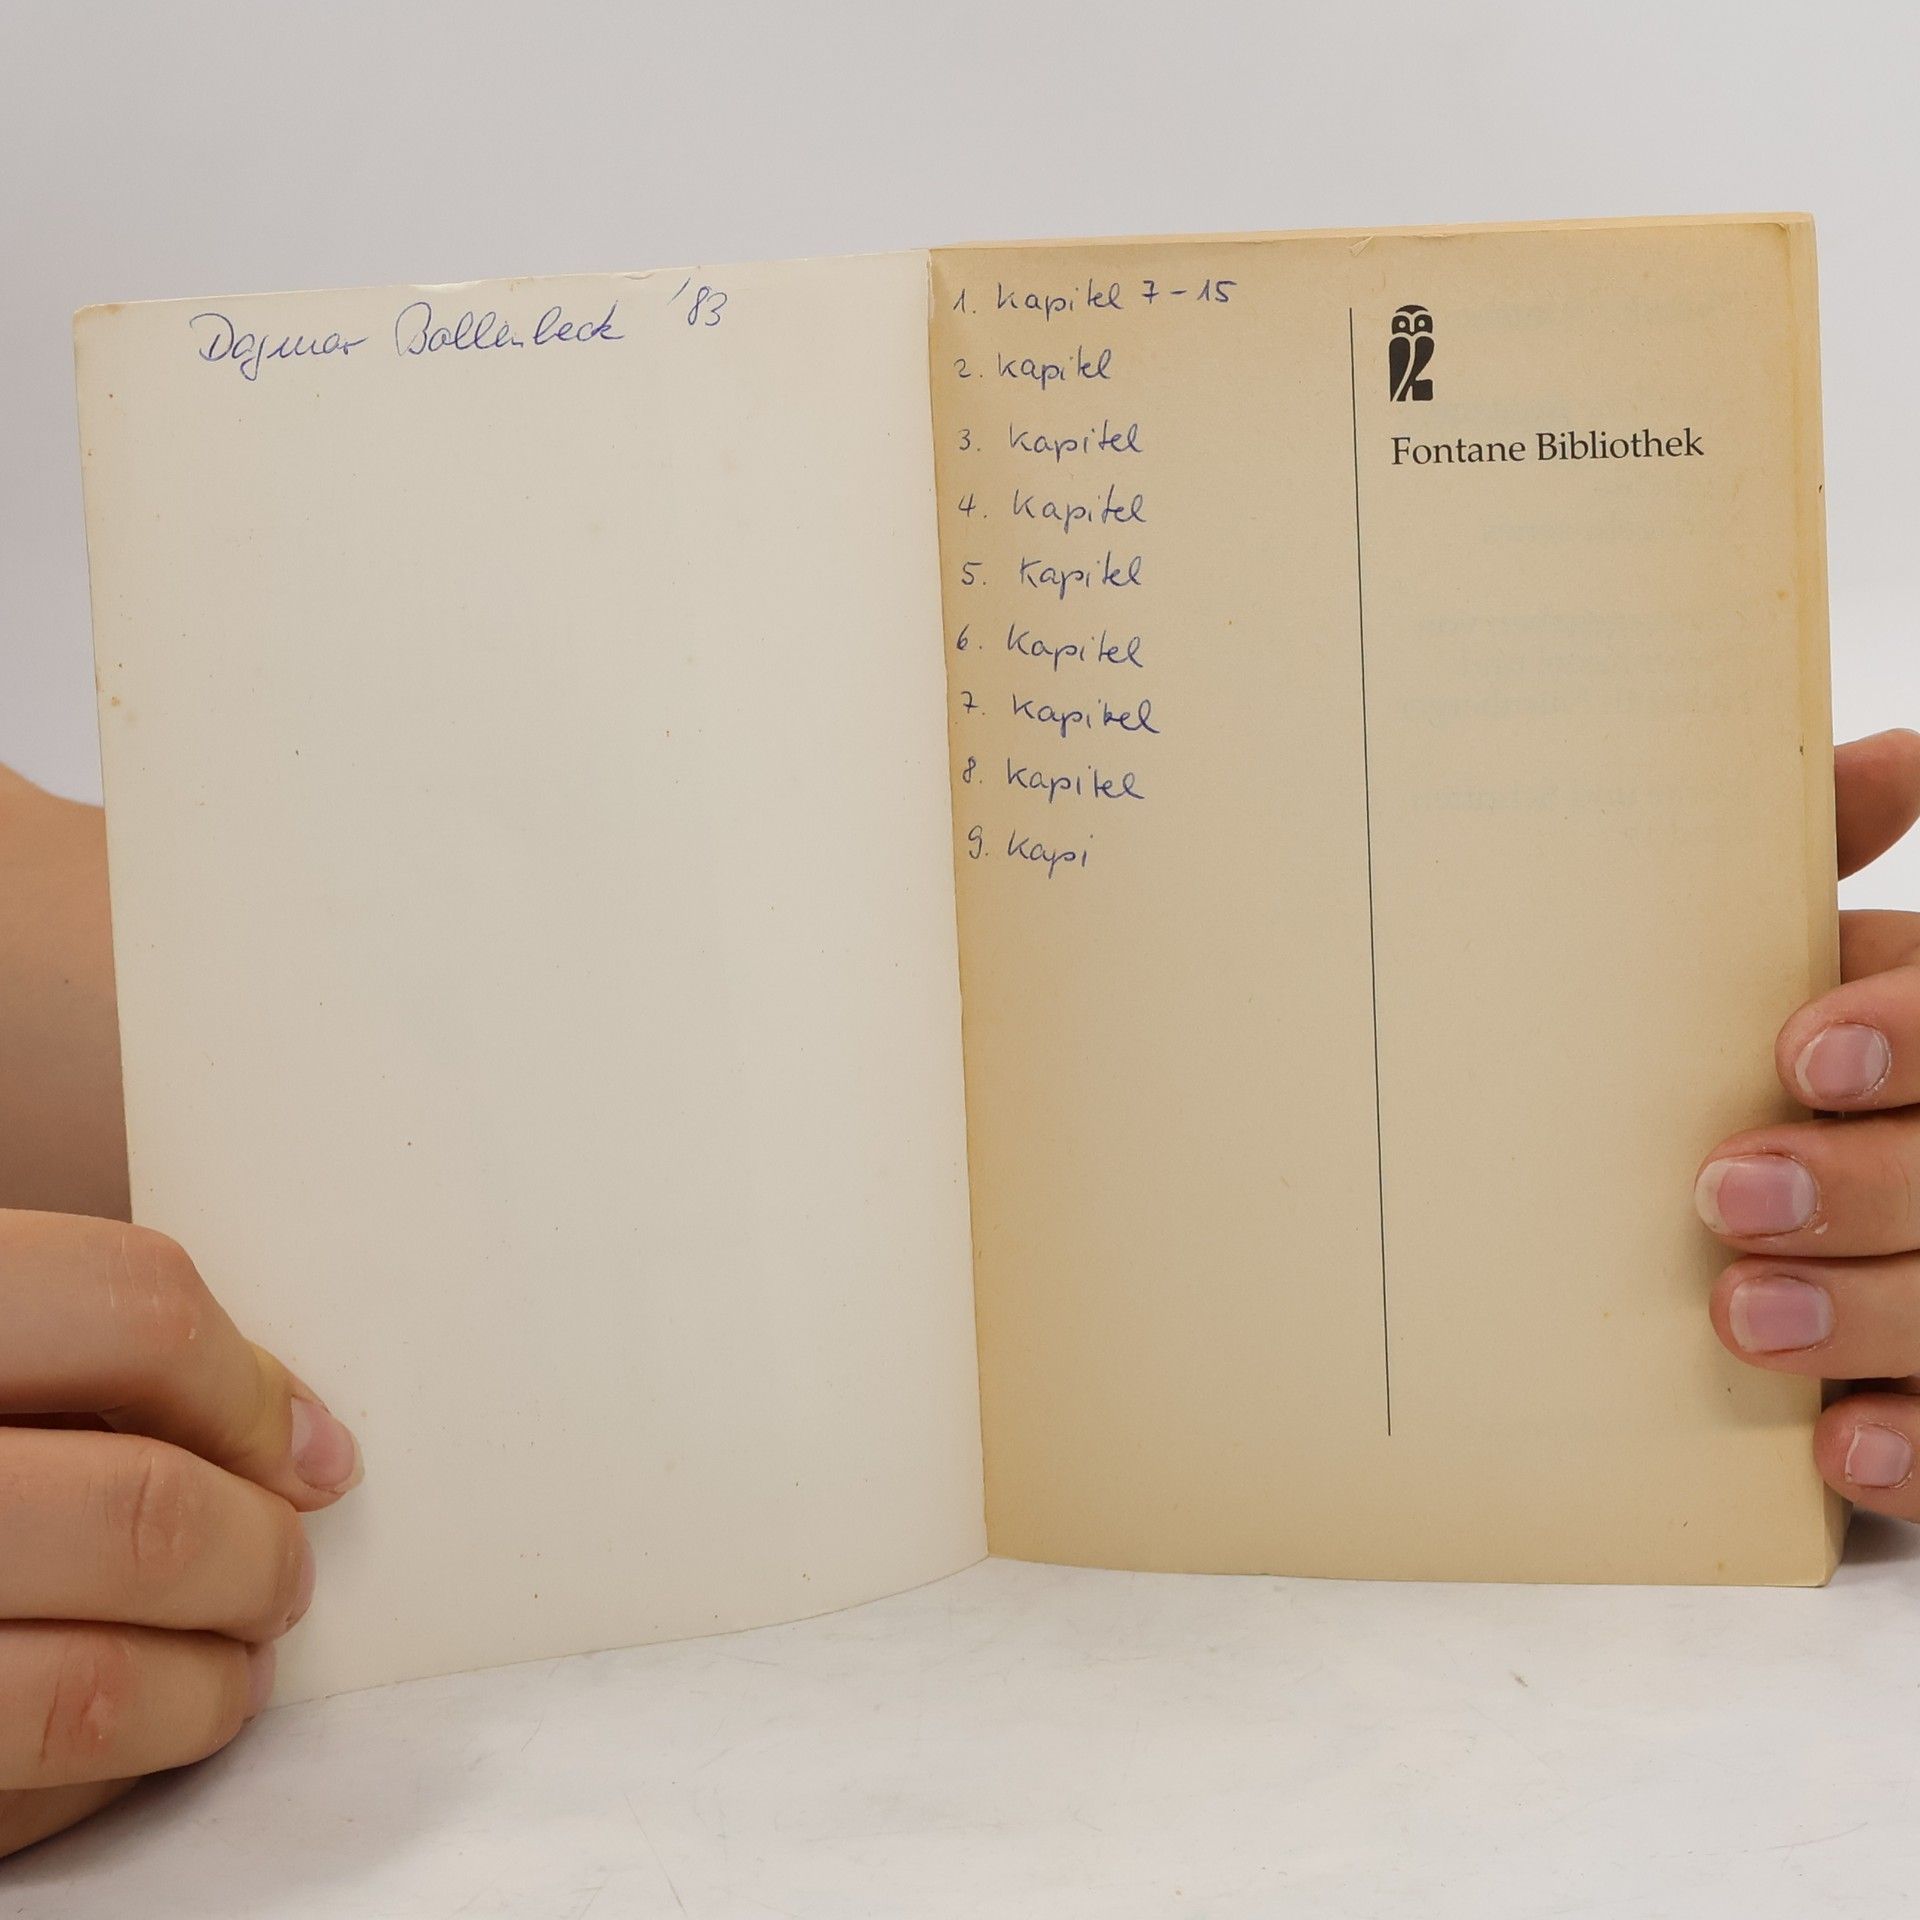 Dagmar Bollenbeck '83
1. Kapitel 7-15
2. Kapitel
3. Kapitel
4. Kapitel
5. Kapitel
6. Kapitel
7. Kapitel
8. Kapitel
9. Kapi
Fontane Bibliothek